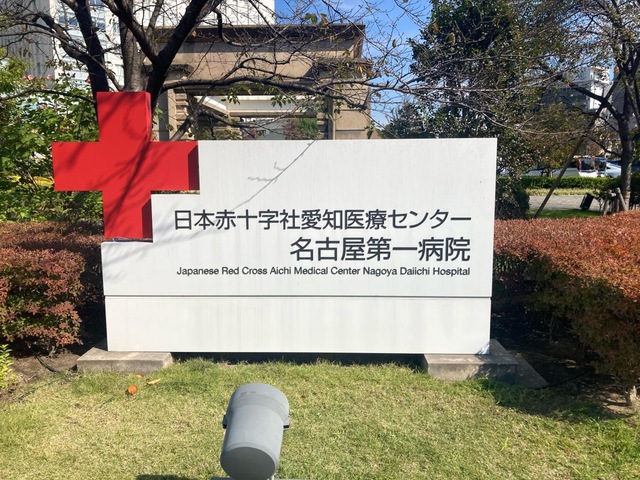 日本赤十字社愛知医療センター
名古屋第一病院
Japanese Red Cross Aichi Medical Center Nagoya Daiichi Hospital